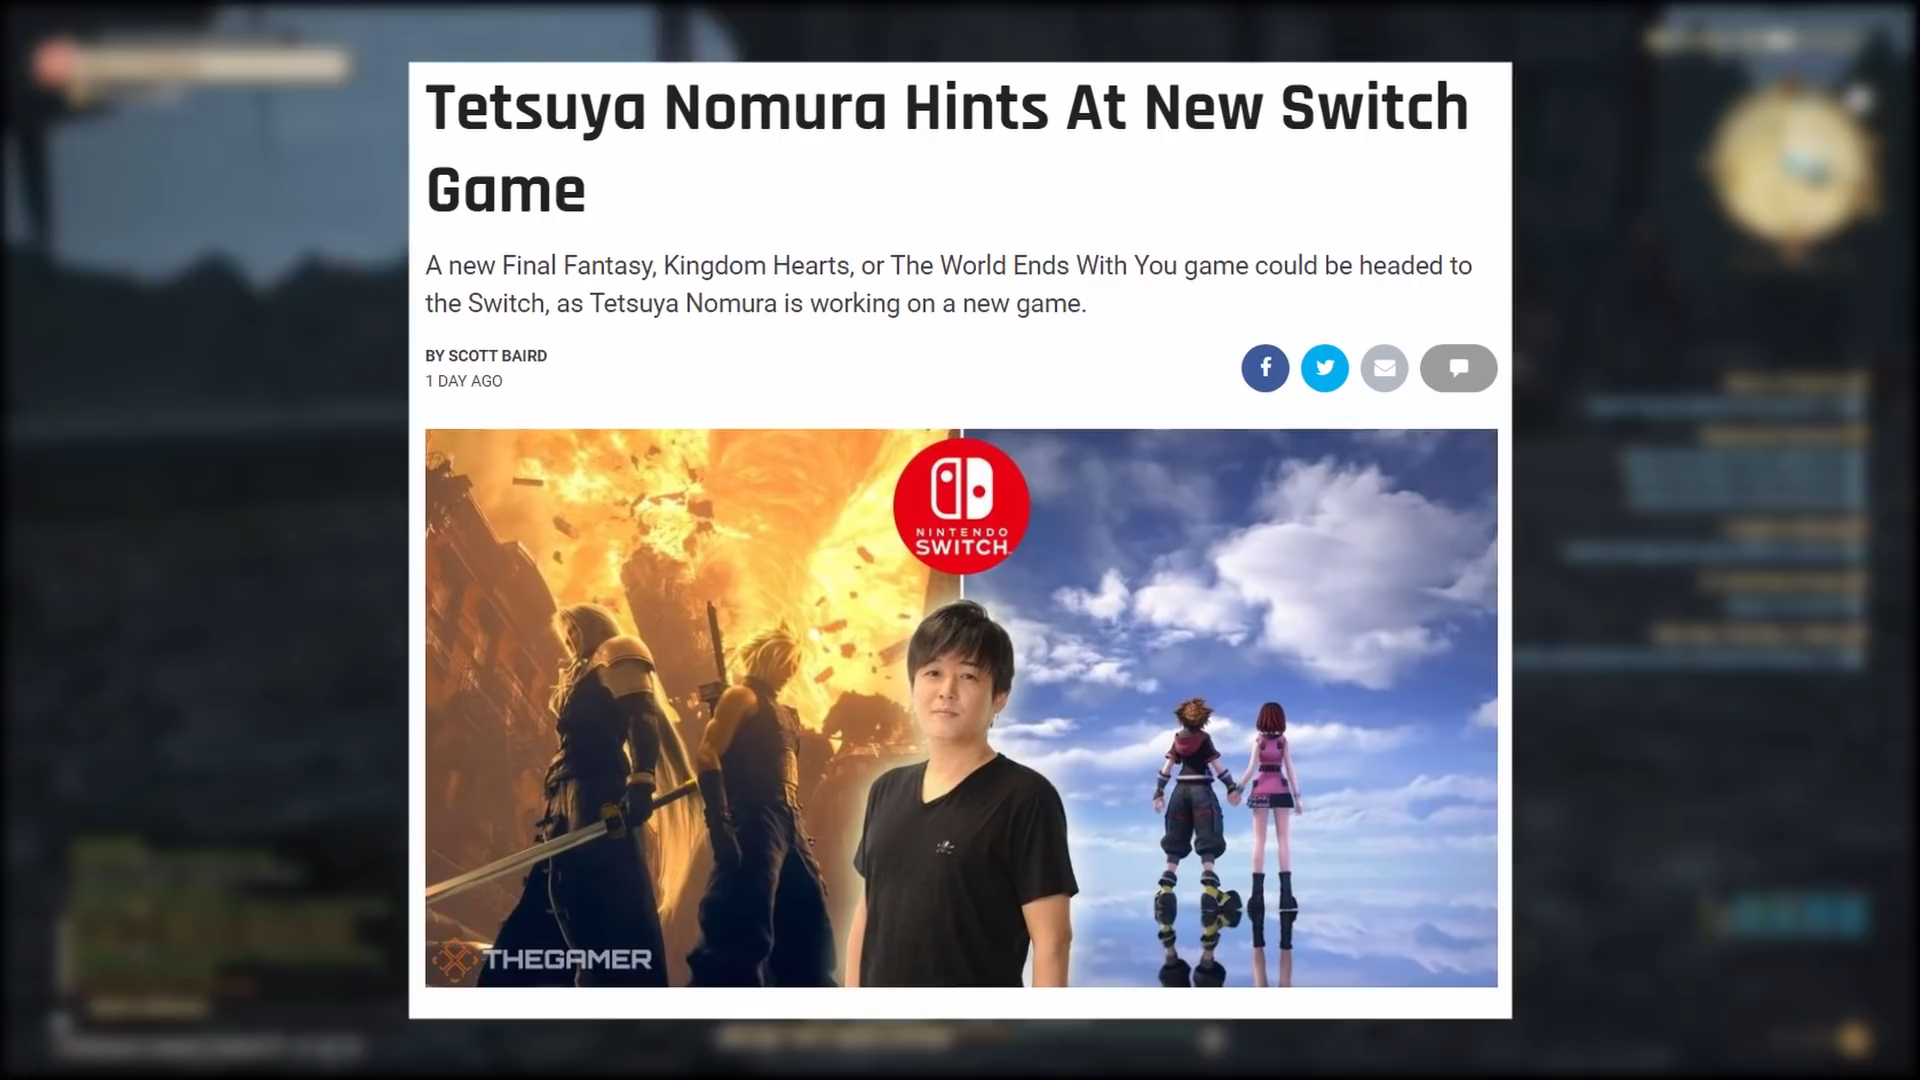 Tetsuya Nomura Hints At New Switch
Game
A new Final Fantasy, Kingdom Hearts, or The World Ends With You game could be headed to
the Switch, as Tetsuya Nomura is working on a new game.
BY SCOTT BAIRD
1 DAY AGO
NINTENDO
SWITCH
THEGAMER